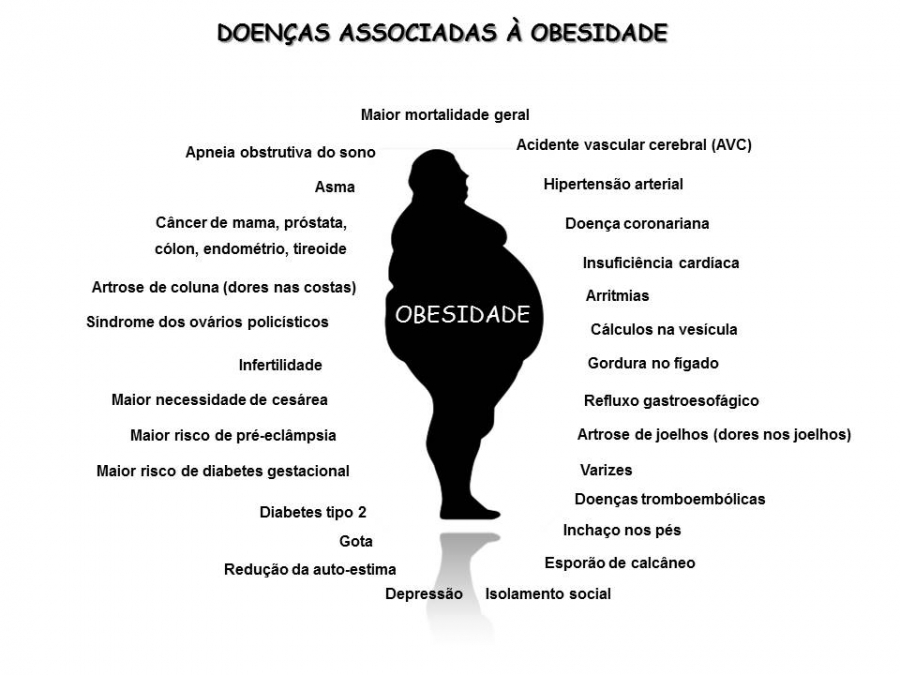 DOENÇAS ASSOCIADAS À OBESIDADE
Maior mortalidade geral
Apneia obstrutiva do sono
Asma
Câncer de mama, próstata,
cólon, endométrio, tireoide
Artrose de coluna (dores nas costas)
Síndrome dos ovários policísticos
Infertilidade
Maior necessidade de cesárea
Maior risco de pré-eclâmpsia
Maior risco de diabetes gestacional
Diabetes tipo 2
Gota
Redução da auto-estima
Depressão
OBESIDADE
Acidente vascular cerebral (AVC)
Hipertensão arterial
Doença coronariana
Insuficiência cardíaca
Arritmias
Cálculos na vesícula
Gordura no fígado
Refluxo gastroesofágico
Artrose de joelhos (dores nos joelhos)
Varizes
Doenças tromboembólicas
Inchaço nos pés
Esporão de calcâneo
Isolamento social